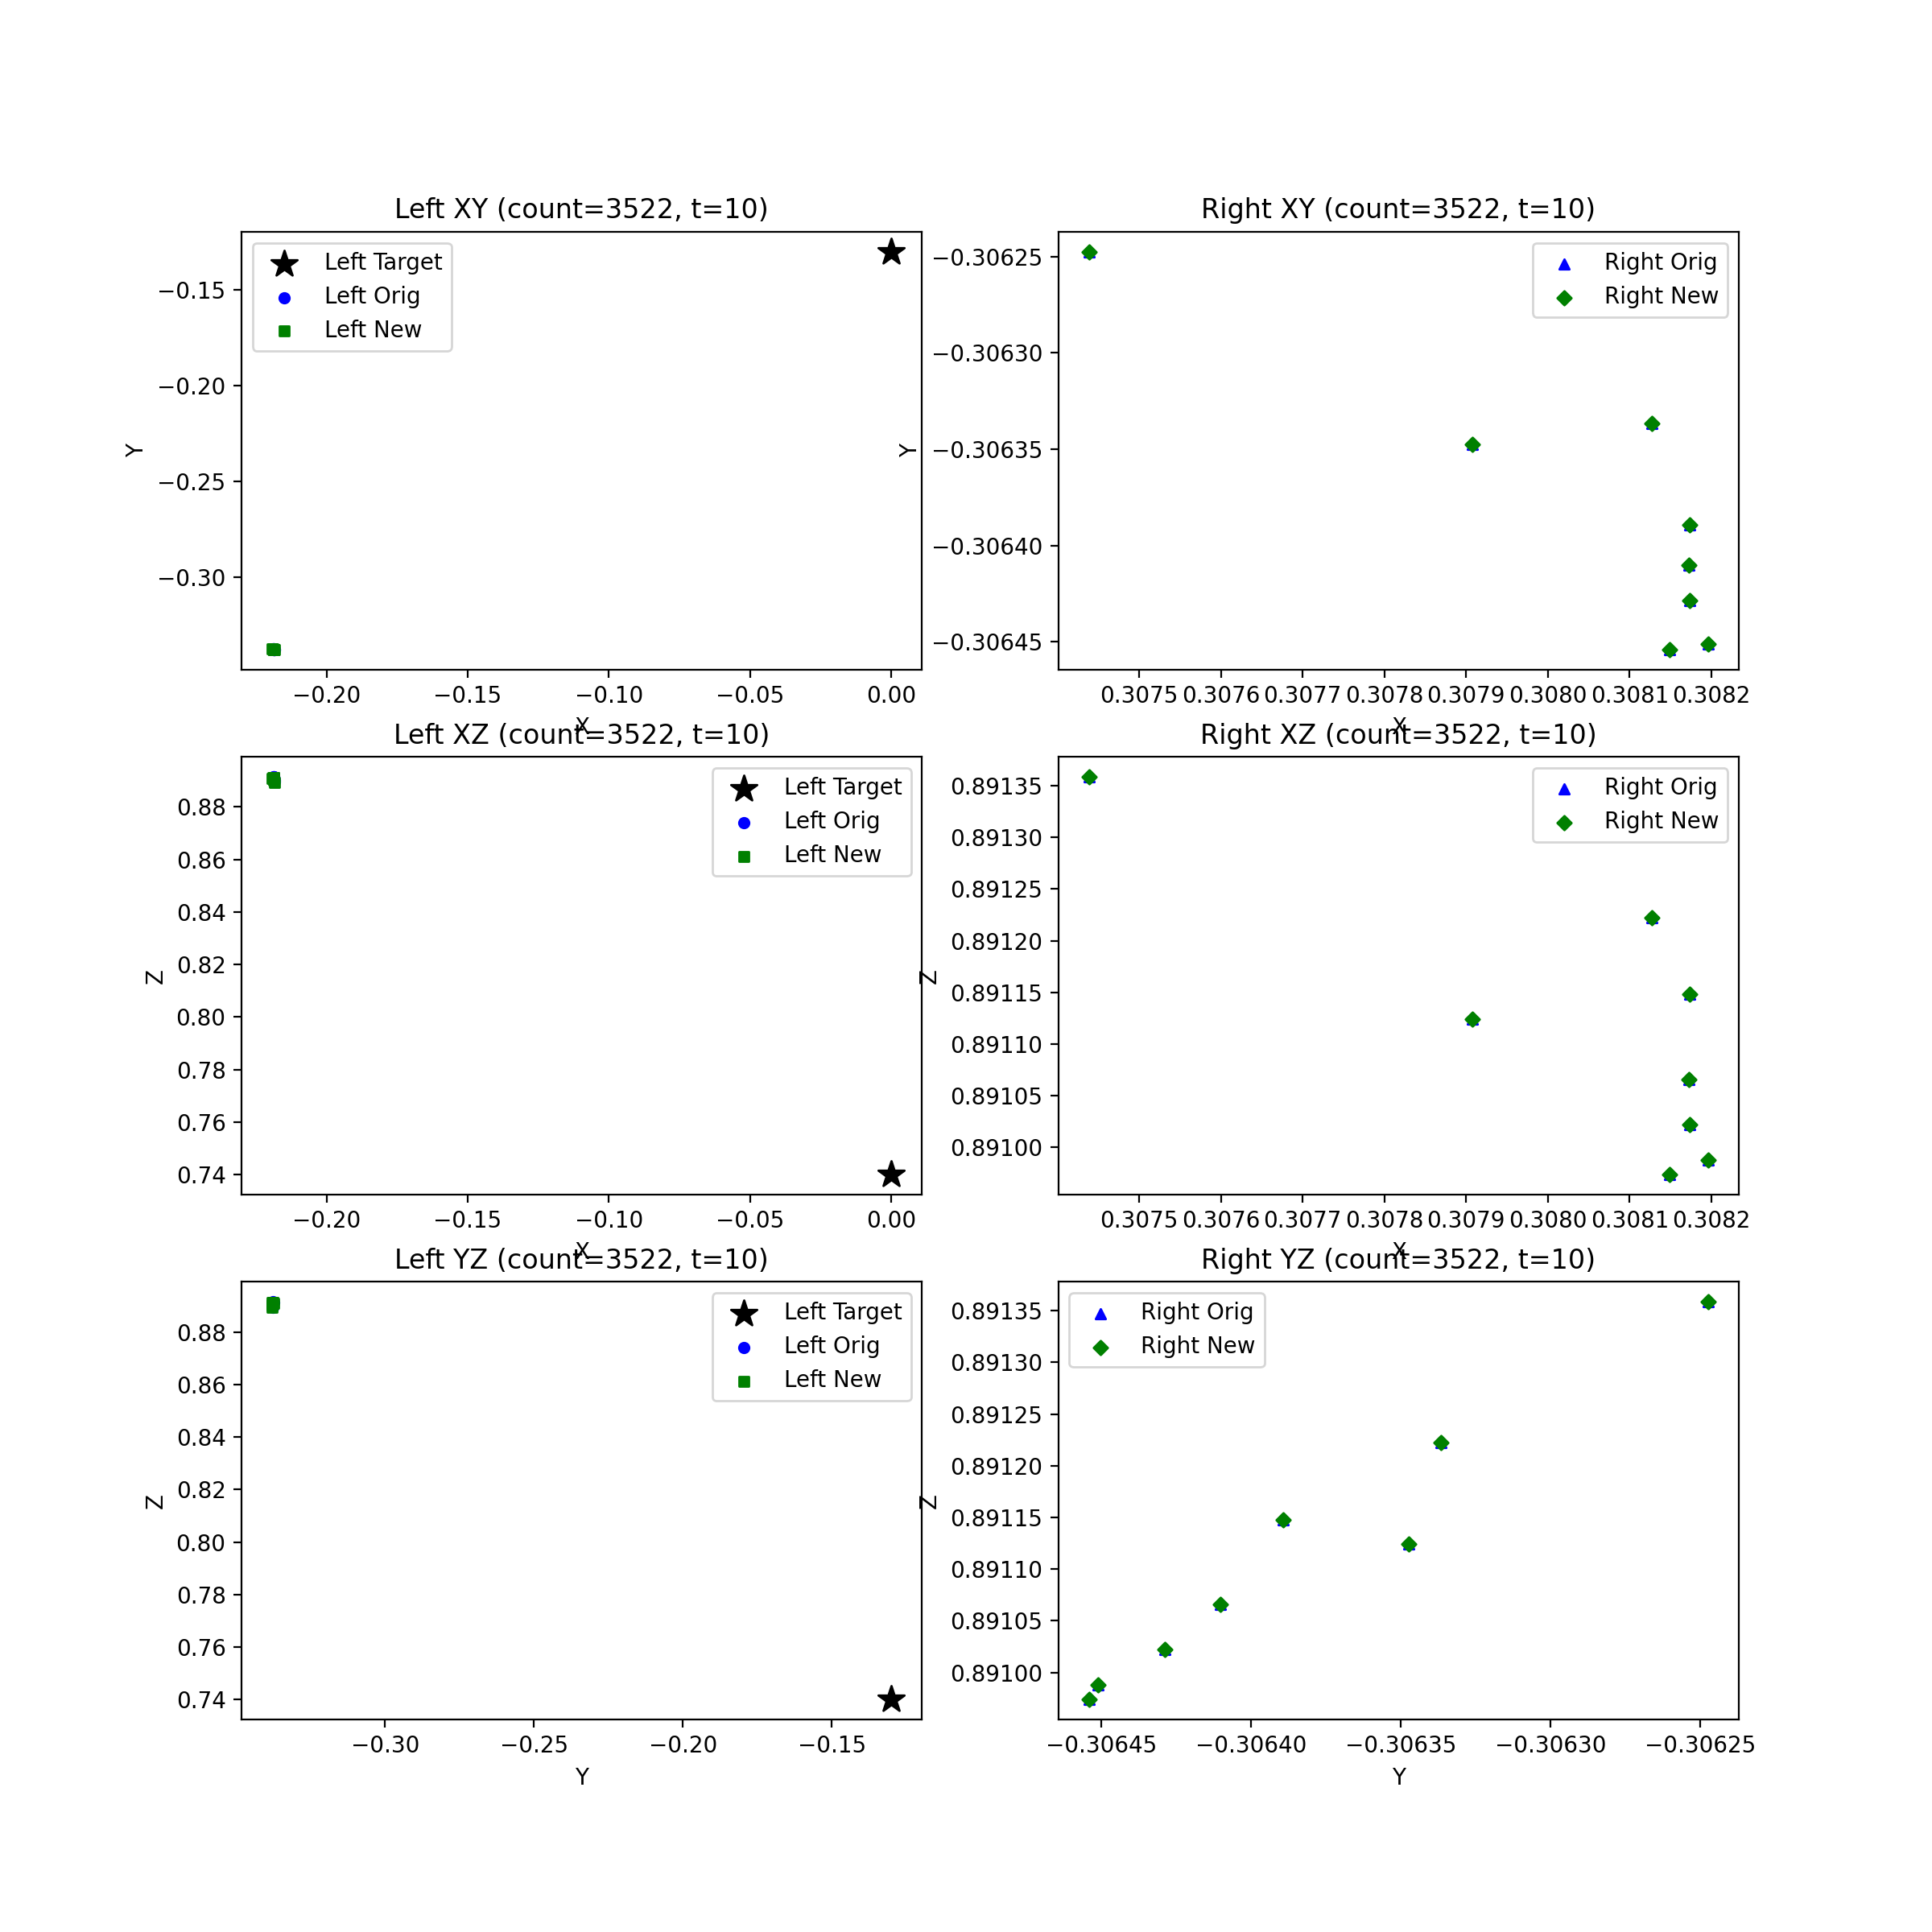 Left XY (count=3522, t=10)
Left Target
Left Orig
Left New
−0.15
−0.20
−0.25
−0.30
Y
−0.20 −0.15 −0.10 −0.05 0.00
X
Right XY (count=3522, t=10)
Right Orig
Right New
−0.30625
−0.30630
−0.30635
−0.30640
−0.30645
Y
0.3075 0.3076 0.3077 0.3078 0.3079 0.3080 0.3081 0.3082
X
Left XZ (count=3522, t=10)
Left Target
Left Orig
Left New
0.88
0.86
0.84
0.82
0.80
0.78
0.76
0.74
Z
−0.20 −0.15 −0.10 −0.05 0.00
X
Right XZ (count=3522, t=10)
Right Orig
Right New
0.89135
0.89130
0.89125
0.89120
0.89115
0.89110
0.89105
0.89100
Z
0.3075 0.3076 0.3077 0.3078 0.3079 0.3080 0.3081 0.3082
X
Left YZ (count=3522, t=10)
Left Target
Left Orig
Left New
0.88
0.86
0.84
0.82
0.80
0.78
0.76
0.74
Z
−0.30 −0.25 −0.20 −0.15
Y
Right YZ (count=3522, t=10)
Right Orig
Right New
0.89135
0.89130
0.89125
0.89120
0.89115
0.89110
0.89105
0.89100
Z
−0.30645 −0.30640 −0.30635 −0.30630 −0.30625
Y